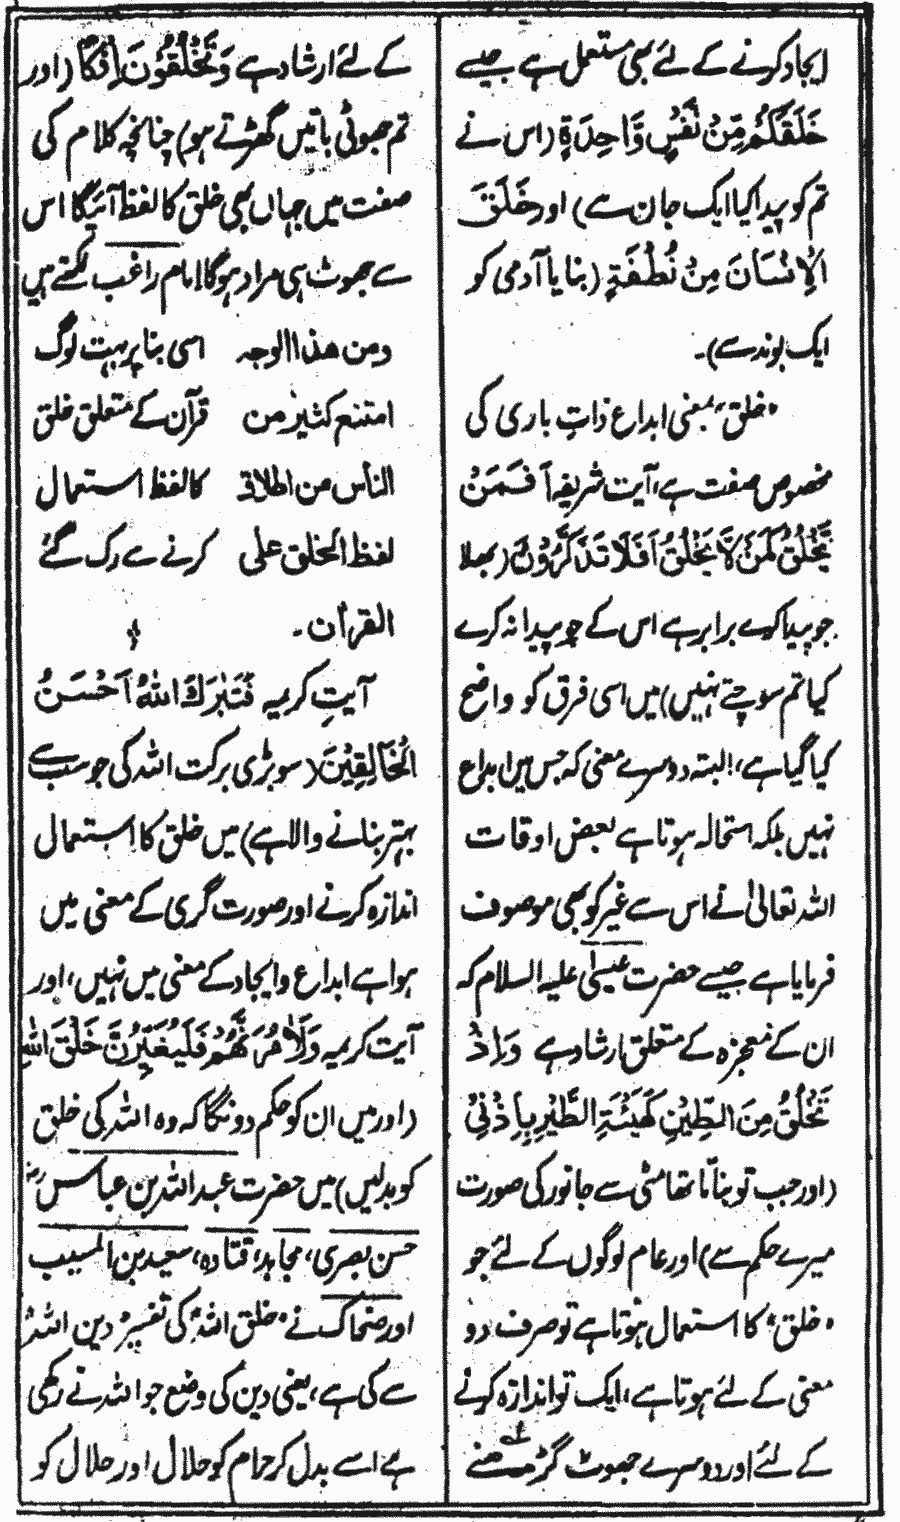 ایجاد کرنے کے لئے بھی مستعمل ہے جیسے
خَلَقَكُمْ مِّنْ نَّفْسٍ وَّاحِدَةٍ (اس نے
تم کو پیدا کیا ایک جان سے) اور خَلَقَ
الْاِنْسَانَ مِنْ نُّطْفَةٍ (بنایا آدمی کو
ایک بوند سے)۔
"خلق" بمعنی ابداع ذاتِ باری کی
مخصوص صفت ہے، آیت شریفہ اَفَمَنْ
يَّخْلُقُ كَمَنْ لَّا يَخْلُقُ اَفَلَا تَذَكَّرُوْنَ (بھلا
جو پیدا کرے برابر ہے اس کے جو پیدا نہ کرے
کیا تم سوچتے نہیں) میں اسی فرق کو واضح
کیا گیا ہے، البتہ دوسرے معنی کہ جس میں ابداع
نہیں بلکہ استحالہ ہوتا ہے بعض اوقات
اللہ تعالیٰ نے اس سے غیر کو بھی موصوف
فرمایا ہے جیسے حضرت عیسیٰ علیہ السلام کہ
ان کے معجزہ کے متعلق ارشاد ہے وَاِذْ
تَخْلُقُ مِنَ الطِّيْنِ كَهَيْئَةِ الطَّيْرِ بِاِذْنِيْ
(اور جب تو بناتا تھا مٹی سے جانور کی صورت
میرے حکم سے) اور عام لوگوں کے لئے جو
"خلق" کا استعمال ہوتا ہے تو صرف دو
معنی کے لئے ہوتا ہے، ایک تو اندازہ کرنے
کے لئے اور دوسرے جھوٹ گڑھنے
کے لئے ارشاد ہے وَتَخْلُقُوْنَ اِفْكًا (اور
تم جھوٹی باتیں گھڑتے ہو) چنانچہ کلام کی
صفت میں جہاں بھی خلق کا لفظ آئیگا اس
سے جھوٹ ہی مراد ہوگا امام راغب لکھتے ہیں
ومن هذا الوجہ اسی بنا پر بہت لوگ
امتنع كثير من قرآن کے متعلق خلق
الناس من اطلاق کا لفظ استعمال
لفظ الخلق علی کرنے سے رک گئے
القرآن۔
آیتِ کریمہ فَتَبٰرَكَ اللّٰهُ اَحْسَنُ
الْخَالِقِيْنَ (سو بڑی برکت اللہ کی جو سب سے
بہتر بنانے والا ہے) میں خلق کا استعمال
اندازہ کرنے اور صورت گری کے معنی میں
ہوا ہے ابداع و ایجاد کے معنی میں نہیں، اور
آیت کریمہ وَلَاٰمُرَنَّهُمْ فَلَيُغَيِّرُنَّ خَلْقَ اللّٰهِ
(اور میں ان کو حکم دونگا کہ وہ اللہ کی خلق
کو بدلیں) میں حضرت عبد اللہ بن عباس رض
حسن بصری، مجاہد، قتادہ، سعید بن المسیب
اور ضحاک نے "خلق اللہ" کی تفسیر "دین اللہ"
سے کی ہے، یعنی دین کی وضع جو اللہ نے رکھی
ہے اسے بدل کر حرام کو حلال اور حلال کو